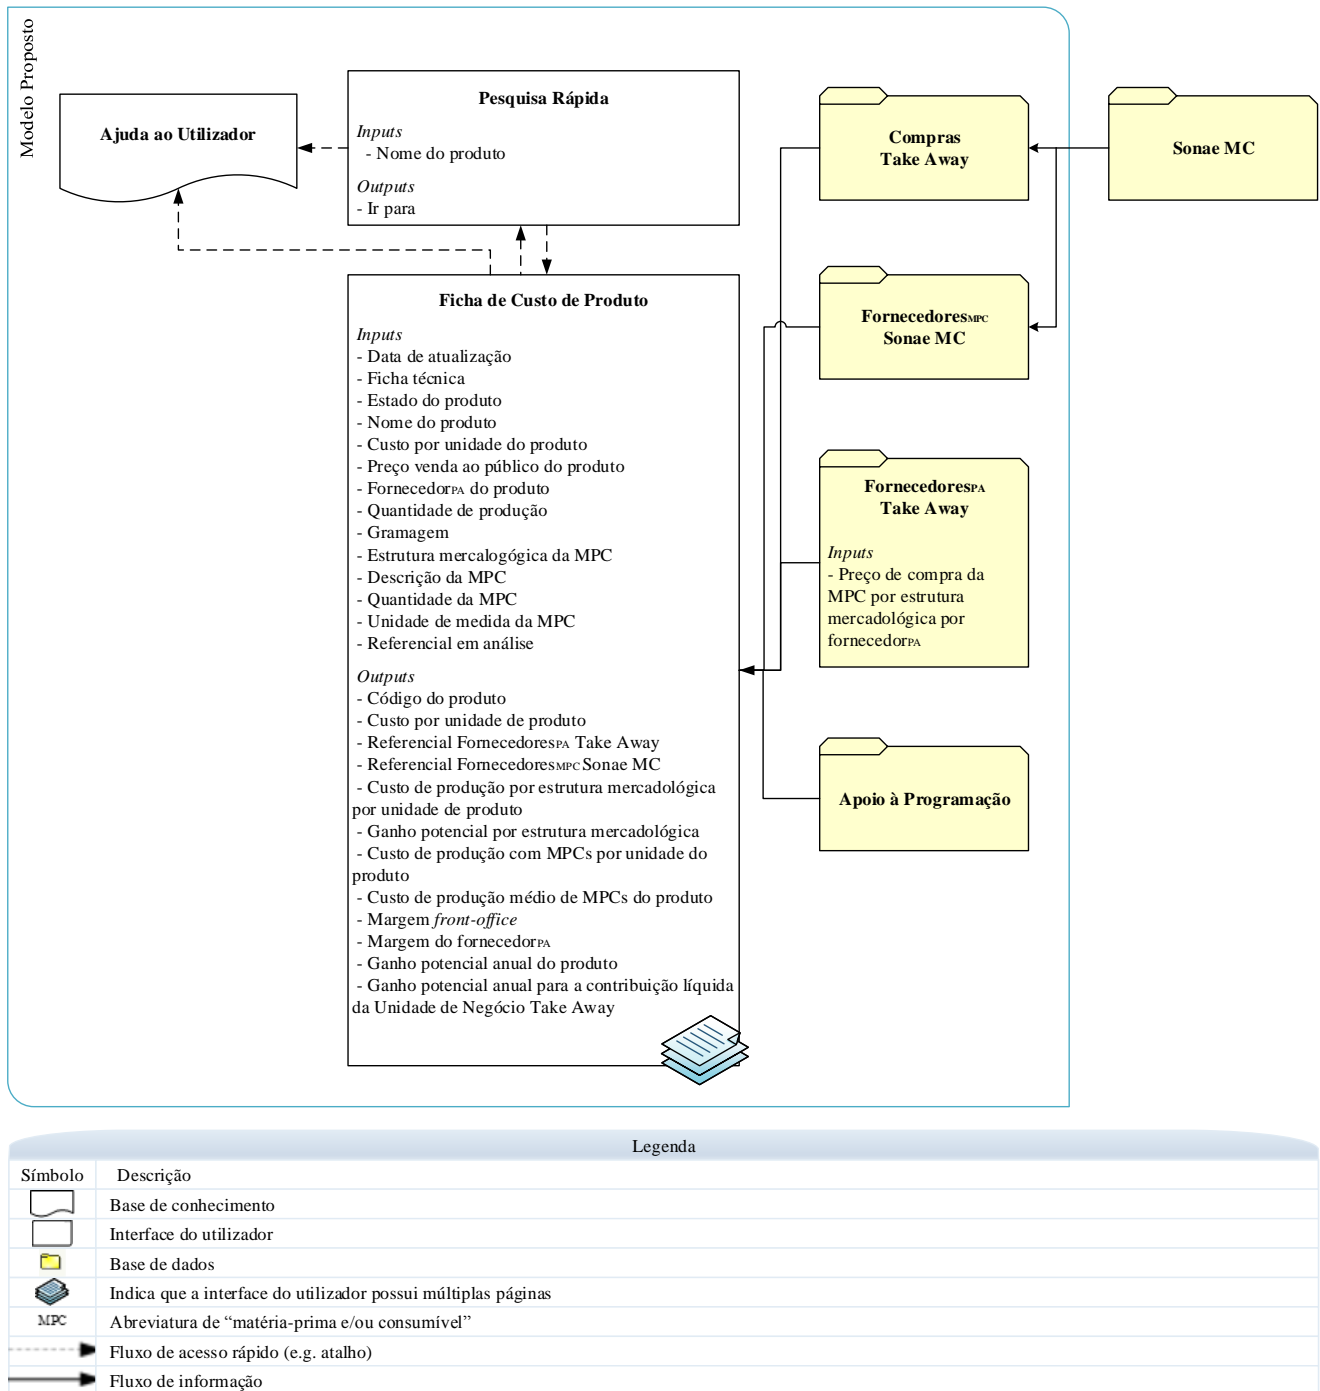 Modelo Proposto
Ajuda ao Utilizador
Pesquisa Rápida
Inputs
- Nome do produto
Outputs
- Ir para
Ficha de Custo de Produto
Inputs
- Data de atualização
- Ficha técnica
- Estado do produto
- Nome do produto
- Custo por unidade do produto
- Preço venda ao público do produto
- FornecedorPA do produto
- Quantidade de produção
- Gramagem
- Estrutura mercalogógica da MPC
- Descrição da MPC
- Quantidade da MPC
- Unidade de medida da MPC
- Referencial em análise
Outputs
- Código do produto
- Custo por unidade de produto
- Referencial FornecedoresPA Take Away
- Referencial FornecedoresMPC Sonae MC
- Custo de produção por estrutura mercadológica
por unidade de produto
- Ganho potencial por estrutura mercadológica
- Custo de produção com MPCs por unidade do
produto
- Custo de produção médio de MPCs do produto
- Margem front-office
- Margem do fornecedorPA
- Ganho potencial anual do produto
- Ganho potencial anual para a contribuição líquida
da Unidade de Negócio Take Away
Compras
Take Away
Sonae MC
FornecedoresMPC
Sonae MC
FornecedoresPA
Take Away
Inputs
- Preço de compra da
MPC por estrutura
mercadológica por
fornecedorPA
Apoio à Programação
Legenda
Símbolo Descrição
Base de conhecimento
Interface do utilizador
Base de dados
Indica que a interface do utilizador possui múltiplas páginas
MPC Abreviatura de “matéria-prima e/ou consumível”
Fluxo de acesso rápido (e.g. atalho)
Fluxo de informação